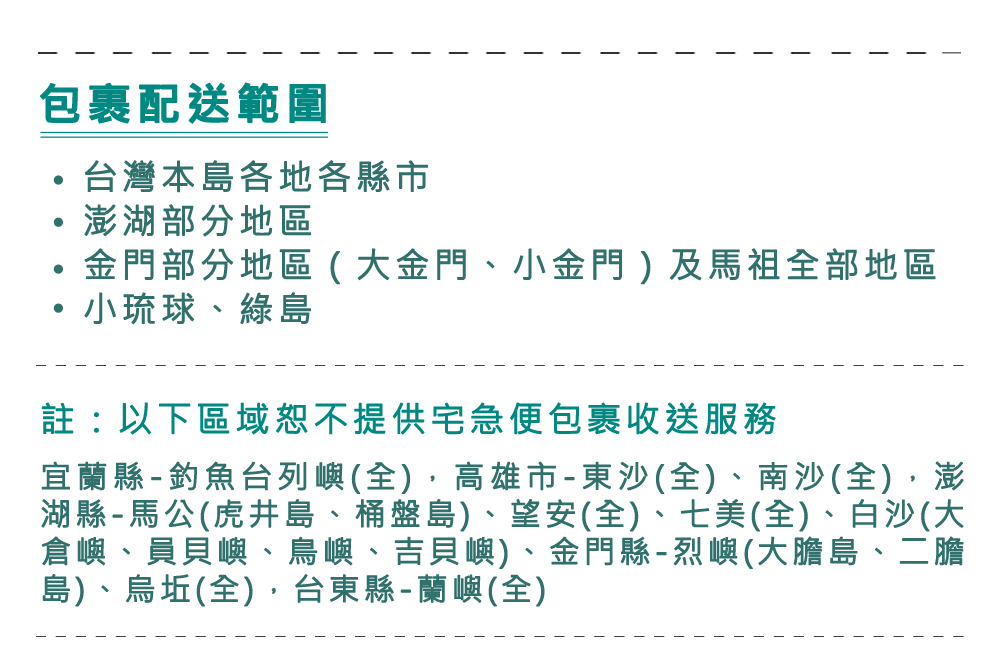 包裹配送範圍
• 台灣本島各地各縣市
• 澎湖部分地區
• 金門部分地區(大金門、小金門)及馬祖全部地區
• 小琉球、綠島
註:以下區域恕不提供宅急便包裹收送服務
宜蘭縣-釣魚台列嶼(全),高雄市-東沙(全)、南沙(全),澎
湖縣-馬公(虎井島、桶盤島)、望安(全)、七美(全)、白沙(大
倉嶼、員貝嶼、鳥嶼、吉貝嶼)、金門縣-烈嶼(大膽島、二膽
島)、烏坵(全),台東縣-蘭嶼(全)